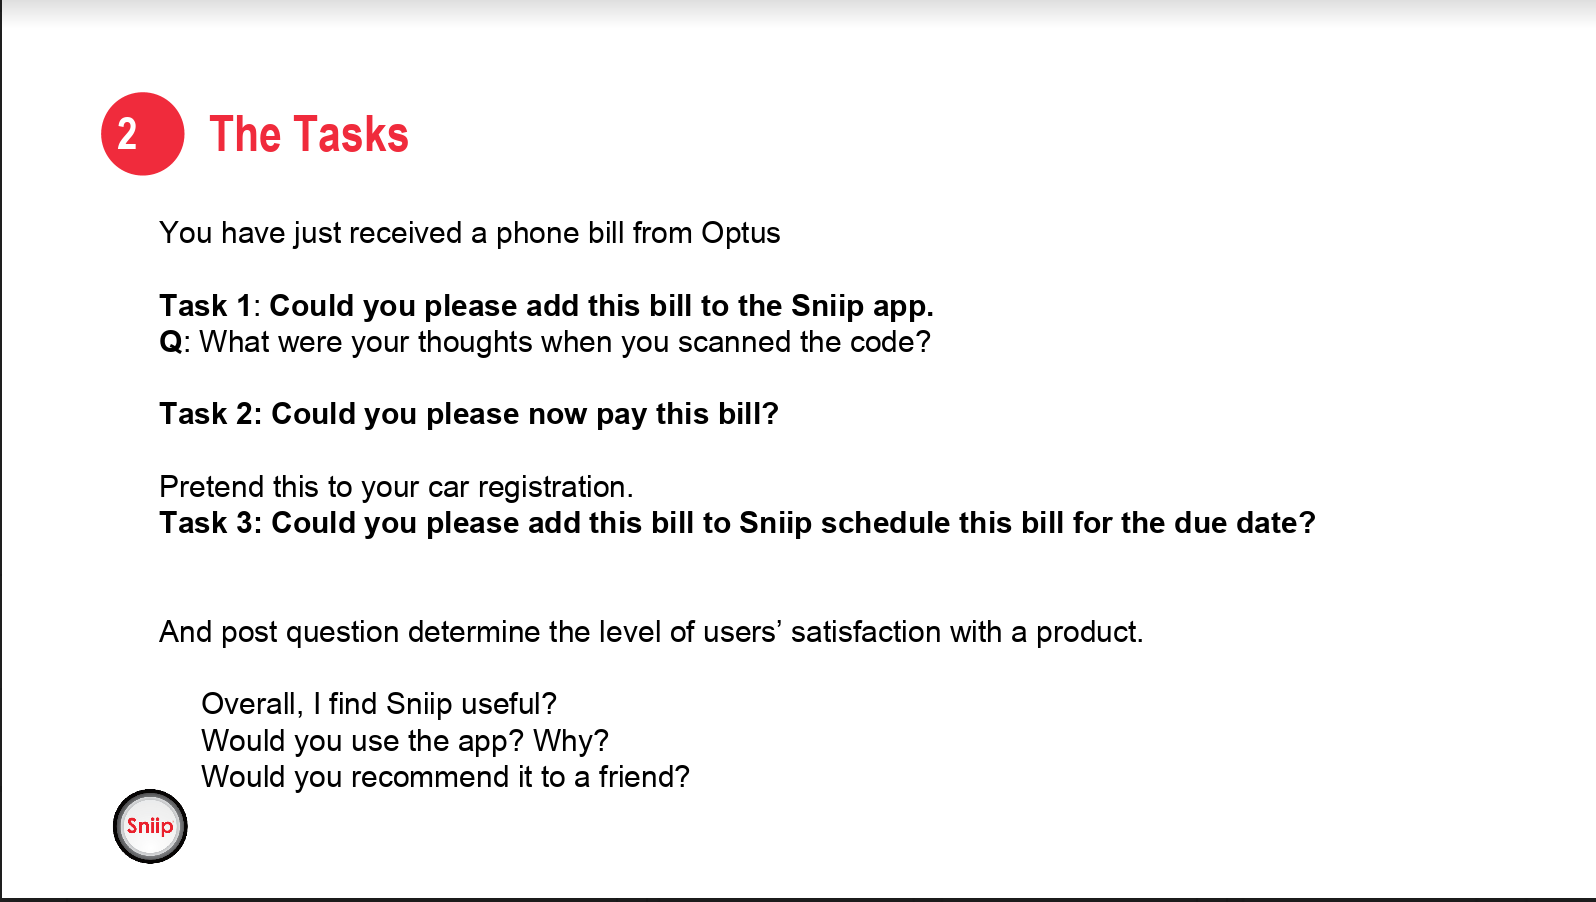 2 The Tasks
You have just received a phone bill from Optus
Task 1: Could you please add this bill to the Sniip app.
Q: What were your thoughts when you scanned the code?
Task 2: Could you please now pay this bill?
Pretend this to your car registration.
Task 3: Could you please add this bill to Sniip schedule this bill for the due date?
And post question determine the level of users’ satisfaction with a product.
Overall, I find Sniip useful?
Would you use the app? Why?
Would you recommend it to a friend?
Sniip